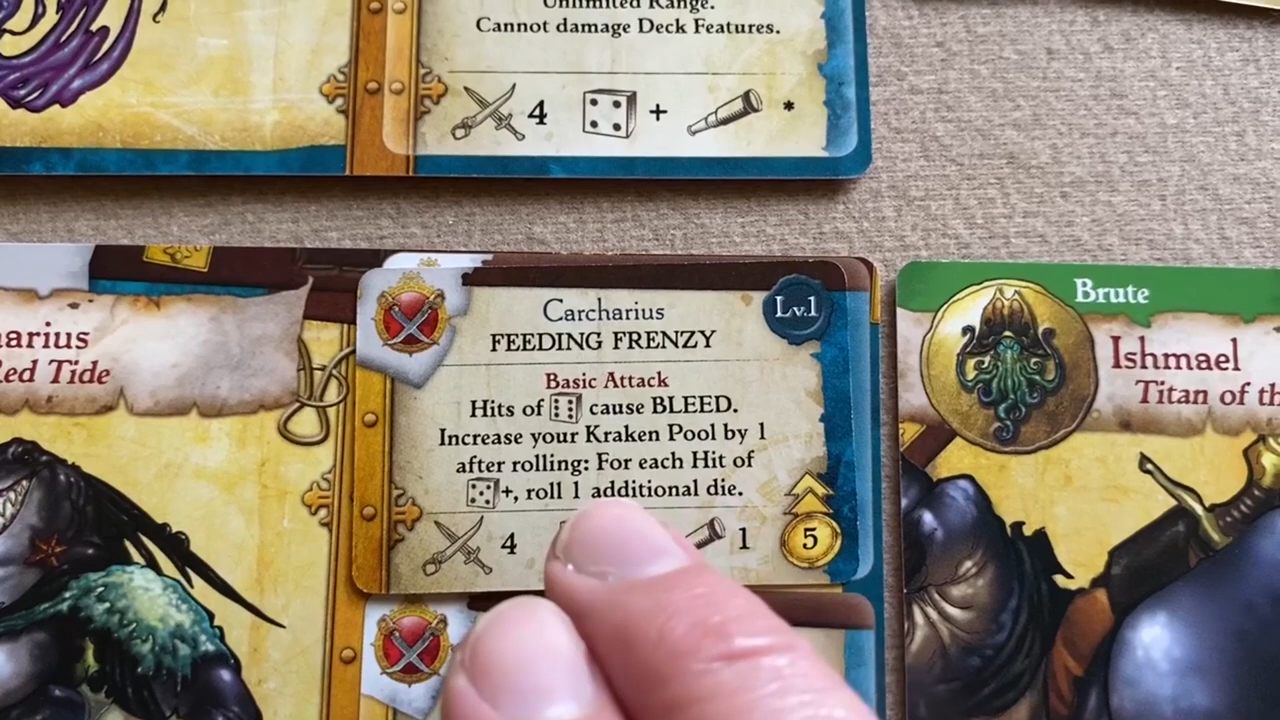 Unlimited Range.
Cannot damage Deck Features.
4 + *
arius
Red Tide
Carcharius
Lv.1
FEEDING FRENZY
Basic Attack
Hits of cause BLEED.
Increase your Kraken Pool by 1
after rolling: For each Hit of
+, roll 1 additional die.
4 1 5
Brute
Ishmael
Titan of th